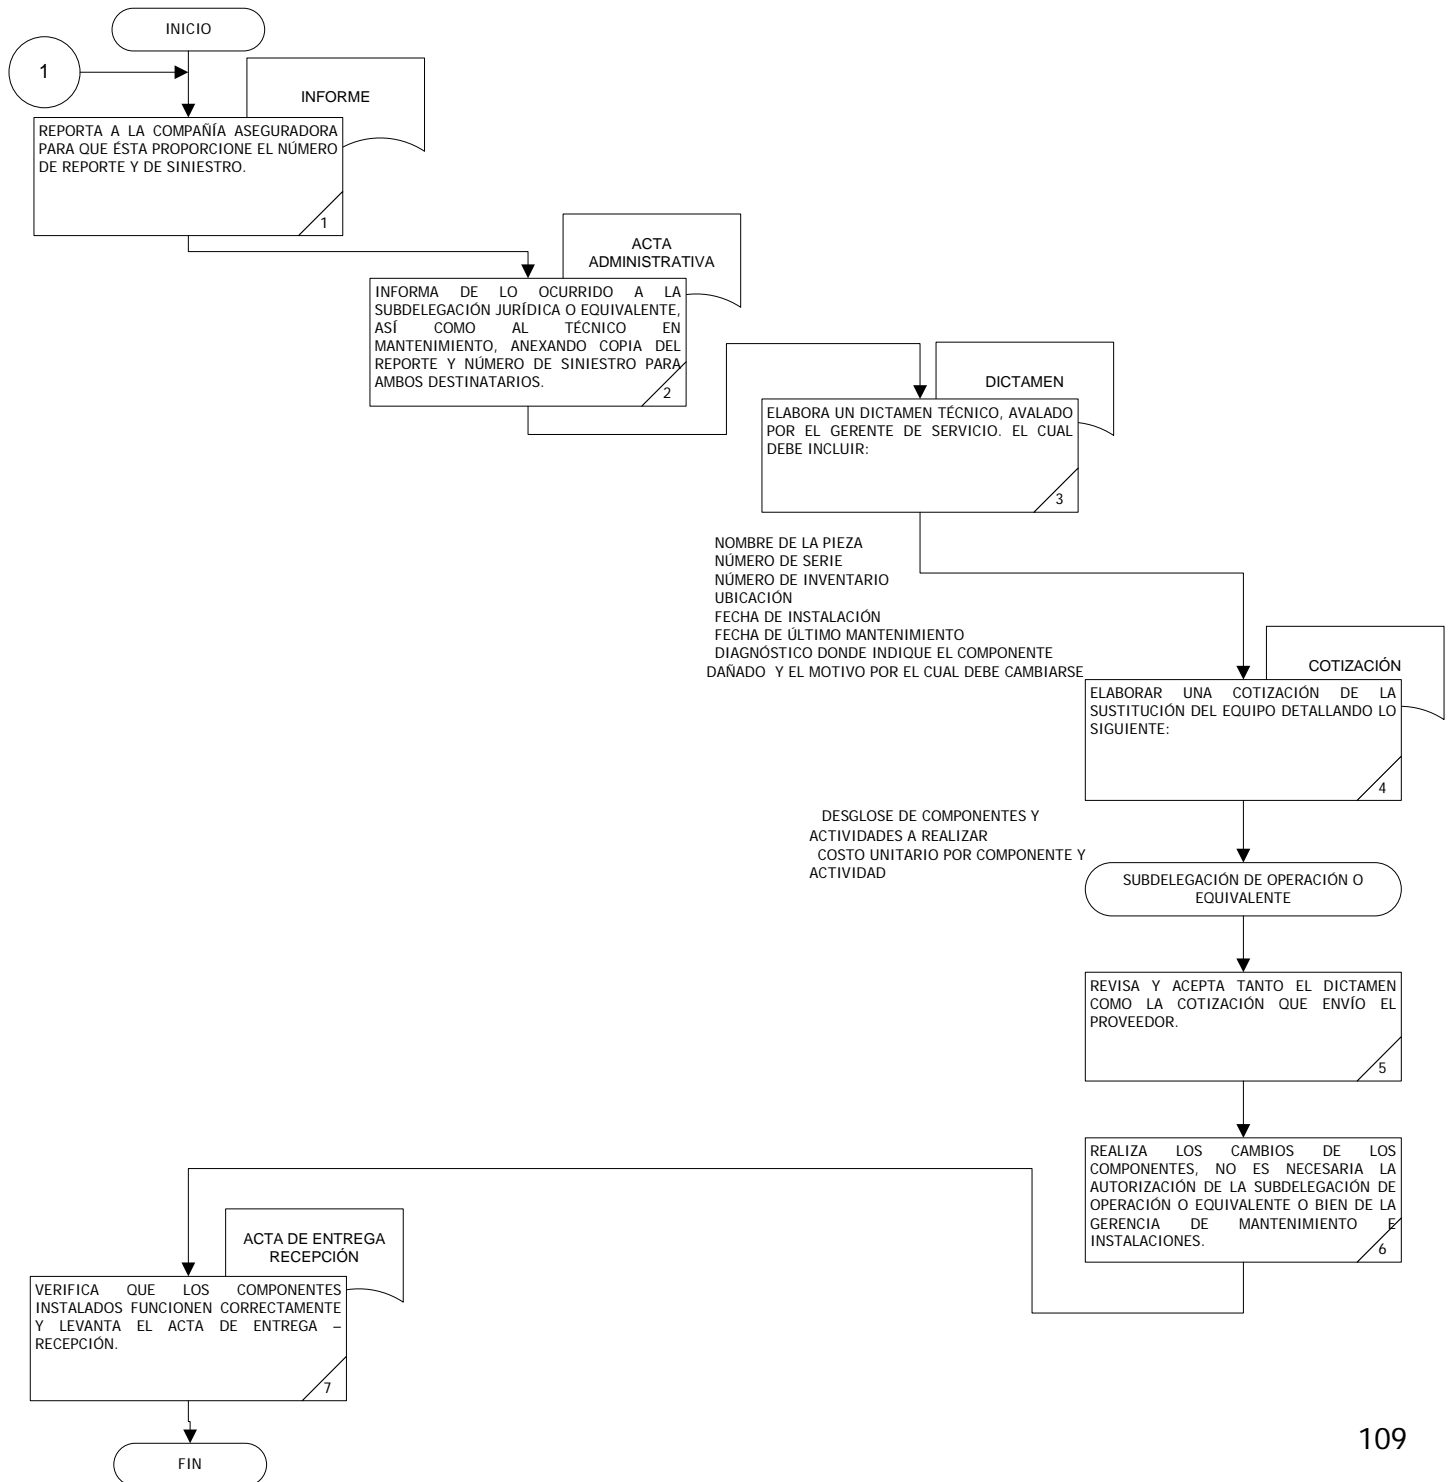 INICIO
1
INFORME
REPORTA A LA COMPAÑÍA ASEGURADORA
PARA QUE ÉSTA PROPORCIONE EL NÚMERO
DE REPORTE Y DE SINIESTRO.
1
ACTA
ADMINISTRATIVA
INFORMA DE LO OCURRIDO A LA
SUBDELEGACIÓN JURÍDICA O EQUIVALENTE,
ASÍ COMO AL TÉCNICO EN
MANTENIMIENTO, ANEXANDO COPIA DEL
REPORTE Y NÚMERO DE SINIESTRO PARA
AMBOS DESTINATARIOS.
2
DICTAMEN
ELABORA UN DICTAMEN TÉCNICO, AVALADO
POR EL GERENTE DE SERVICIO. EL CUAL
DEBE INCLUIR:
3
NOMBRE DE LA PIEZA
NÚMERO DE SERIE
NÚMERO DE INVENTARIO
UBICACIÓN
FECHA DE INSTALACIÓN
FECHA DE ÚLTIMO MANTENIMIENTO
DIAGNÓSTICO DONDE INDIQUE EL COMPONENTE
DAÑADO Y EL MOTIVO POR EL CUAL DEBE CAMBIARSE
COTIZACIÓN
ELABORAR UNA COTIZACIÓN DE LA
SUSTITUCIÓN DEL EQUIPO DETALLANDO LO
SIGUIENTE:
4
DESGLOSE DE COMPONENTES Y
ACTIVIDADES A REALIZAR
COSTO UNITARIO POR COMPONENTE Y
ACTIVIDAD
SUBDELEGACIÓN DE OPERACIÓN O
EQUIVALENTE
REVISA Y ACEPTA TANTO EL DICTAMEN
COMO LA COTIZACIÓN QUE ENVÍO EL
PROVEEDOR.
5
REALIZA LOS CAMBIOS DE LOS
COMPONENTES, NO ES NECESARIA LA
AUTORIZACIÓN DE LA SUBDELEGACIÓN DE
OPERACIÓN O EQUIVALENTE O BIEN DE LA
GERENCIA DE MANTENIMIENTO E
INSTALACIONES.
6
ACTA DE ENTREGA
RECEPCIÓN
VERIFICA QUE LOS COMPONENTES
INSTALADOS FUNCIONEN CORRECTAMENTE
Y LEVANTA EL ACTA DE ENTREGA –
RECEPCIÓN.
7
FIN
109